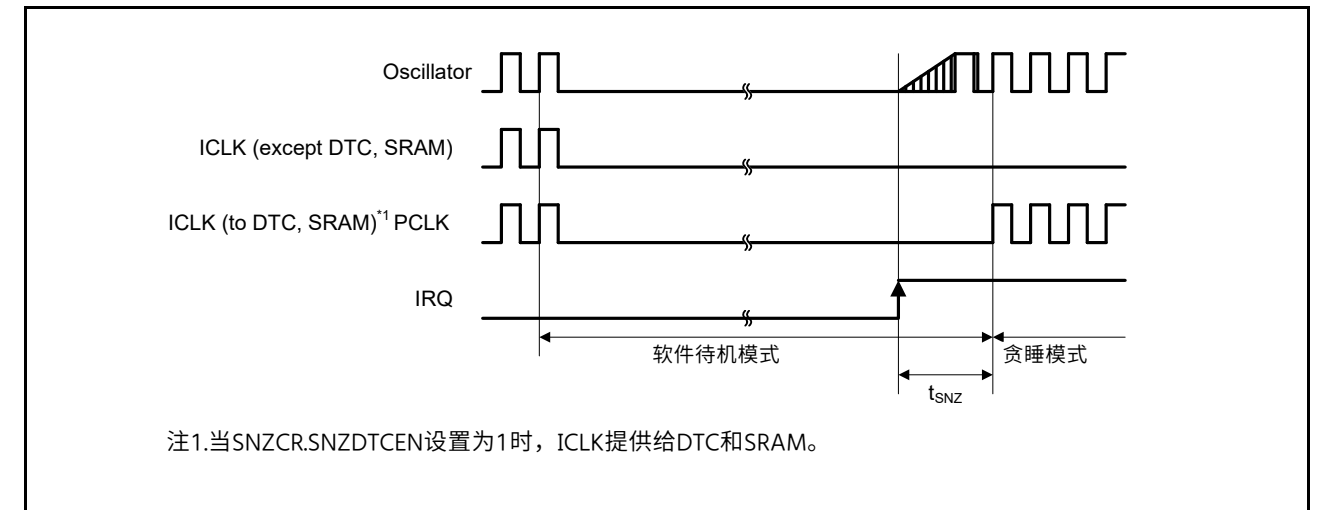 Oscillator
ICLK (except DTC, SRAM)
ICLK (to DTC, SRAM)*1 PCLK
IRQ
软件待机模式
贪睡模式
tSNZ
注1.当SNZCR.SNZDTCEN设置为1时，ICLK提供给DTC和SRAM。